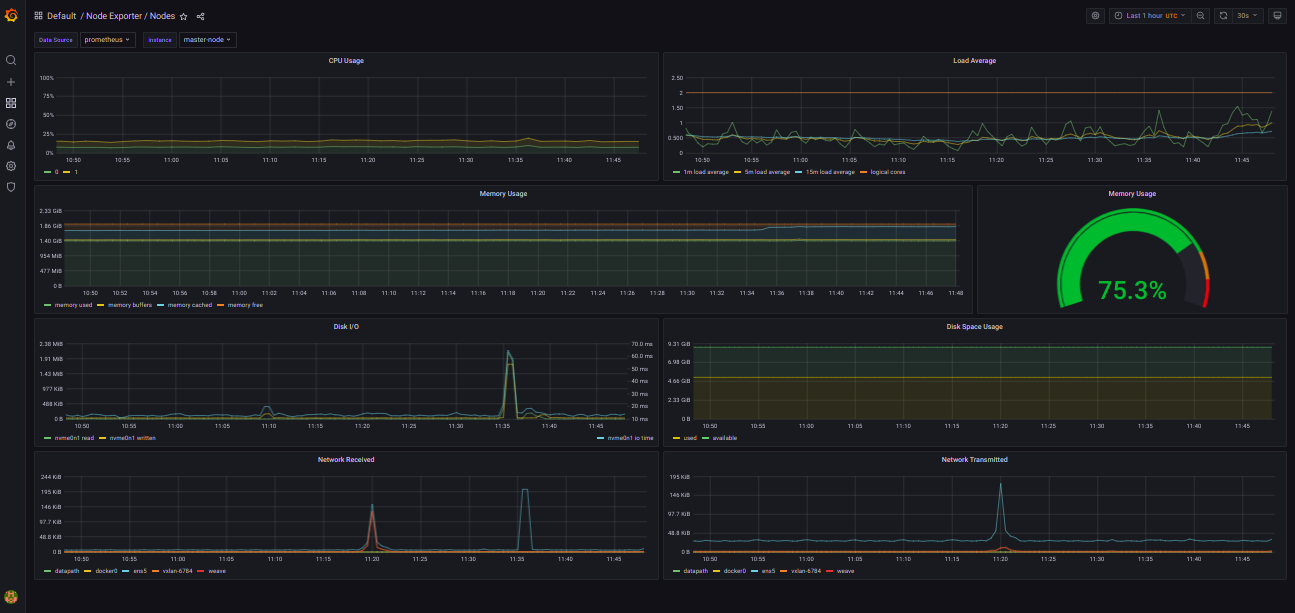 Default / Node Exporter / Nodes
Last 1 hour UTC
30s
Data Source prometheus instance master-node
CPU Usage
100%
75%
50%
25%
0%
10:50 10:55 11:00 11:05 11:10 11:15 11:20 11:25 11:30 11:35 11:40 11:45
0 1
Load Average
2.50
2
1.50
1
0.500
0
10:50 10:55 11:00 11:05 11:10 11:15 11:20 11:25 11:30 11:35 11:40 11:45
1m load average 5m load average 15m load average logical cores
Memory Usage
2.33 GiB
1.86 GiB
1.40 GiB
954 MiB
477 MiB
0 B
10:50 10:52 10:54 10:56 10:58 11:00 11:02 11:04 11:06 11:08 11:10 11:12 11:14 11:16 11:18 11:20 11:22 11:24 11:26 11:28 11:30 11:32 11:34 11:36 11:38 11:40 11:42 11:44 11:46 11:48
memory used memory buffers memory cached memory free
Memory Usage
75.3%
Disk I/O
2.38 MiB
1.91 MiB
1.43 MiB
977 KiB
488 KiB
0 B
70.0 ms
60.0 ms
50 ms
40 ms
30 ms
20 ms
10 ms
10:50 10:55 11:00 11:05 11:10 11:15 11:20 11:25 11:30 11:35 11:40 11:45
nvme0n1 read nvme0n1 written nvme0n1 io time
Disk Space Usage
9.31 GiB
6.98 GiB
4.66 GiB
2.33 GiB
0 B
10:50 10:55 11:00 11:05 11:10 11:15 11:20 11:25 11:30 11:35 11:40 11:45
used available
Network Received
244 KiB
195 KiB
146 KiB
97.7 KiB
48.8 KiB
0 B
10:50 10:55 11:00 11:05 11:10 11:15 11:20 11:25 11:30 11:35 11:40 11:45
datapath docker0 ens5 vxlan-6784 weave
Network Transmitted
195 KiB
146 KiB
97.7 KiB
48.8 KiB
0 B
10:50 10:55 11:00 11:05 11:10 11:15 11:20 11:25 11:30 11:35 11:40 11:45
datapath docker0 ens5 vxlan-6784 weave